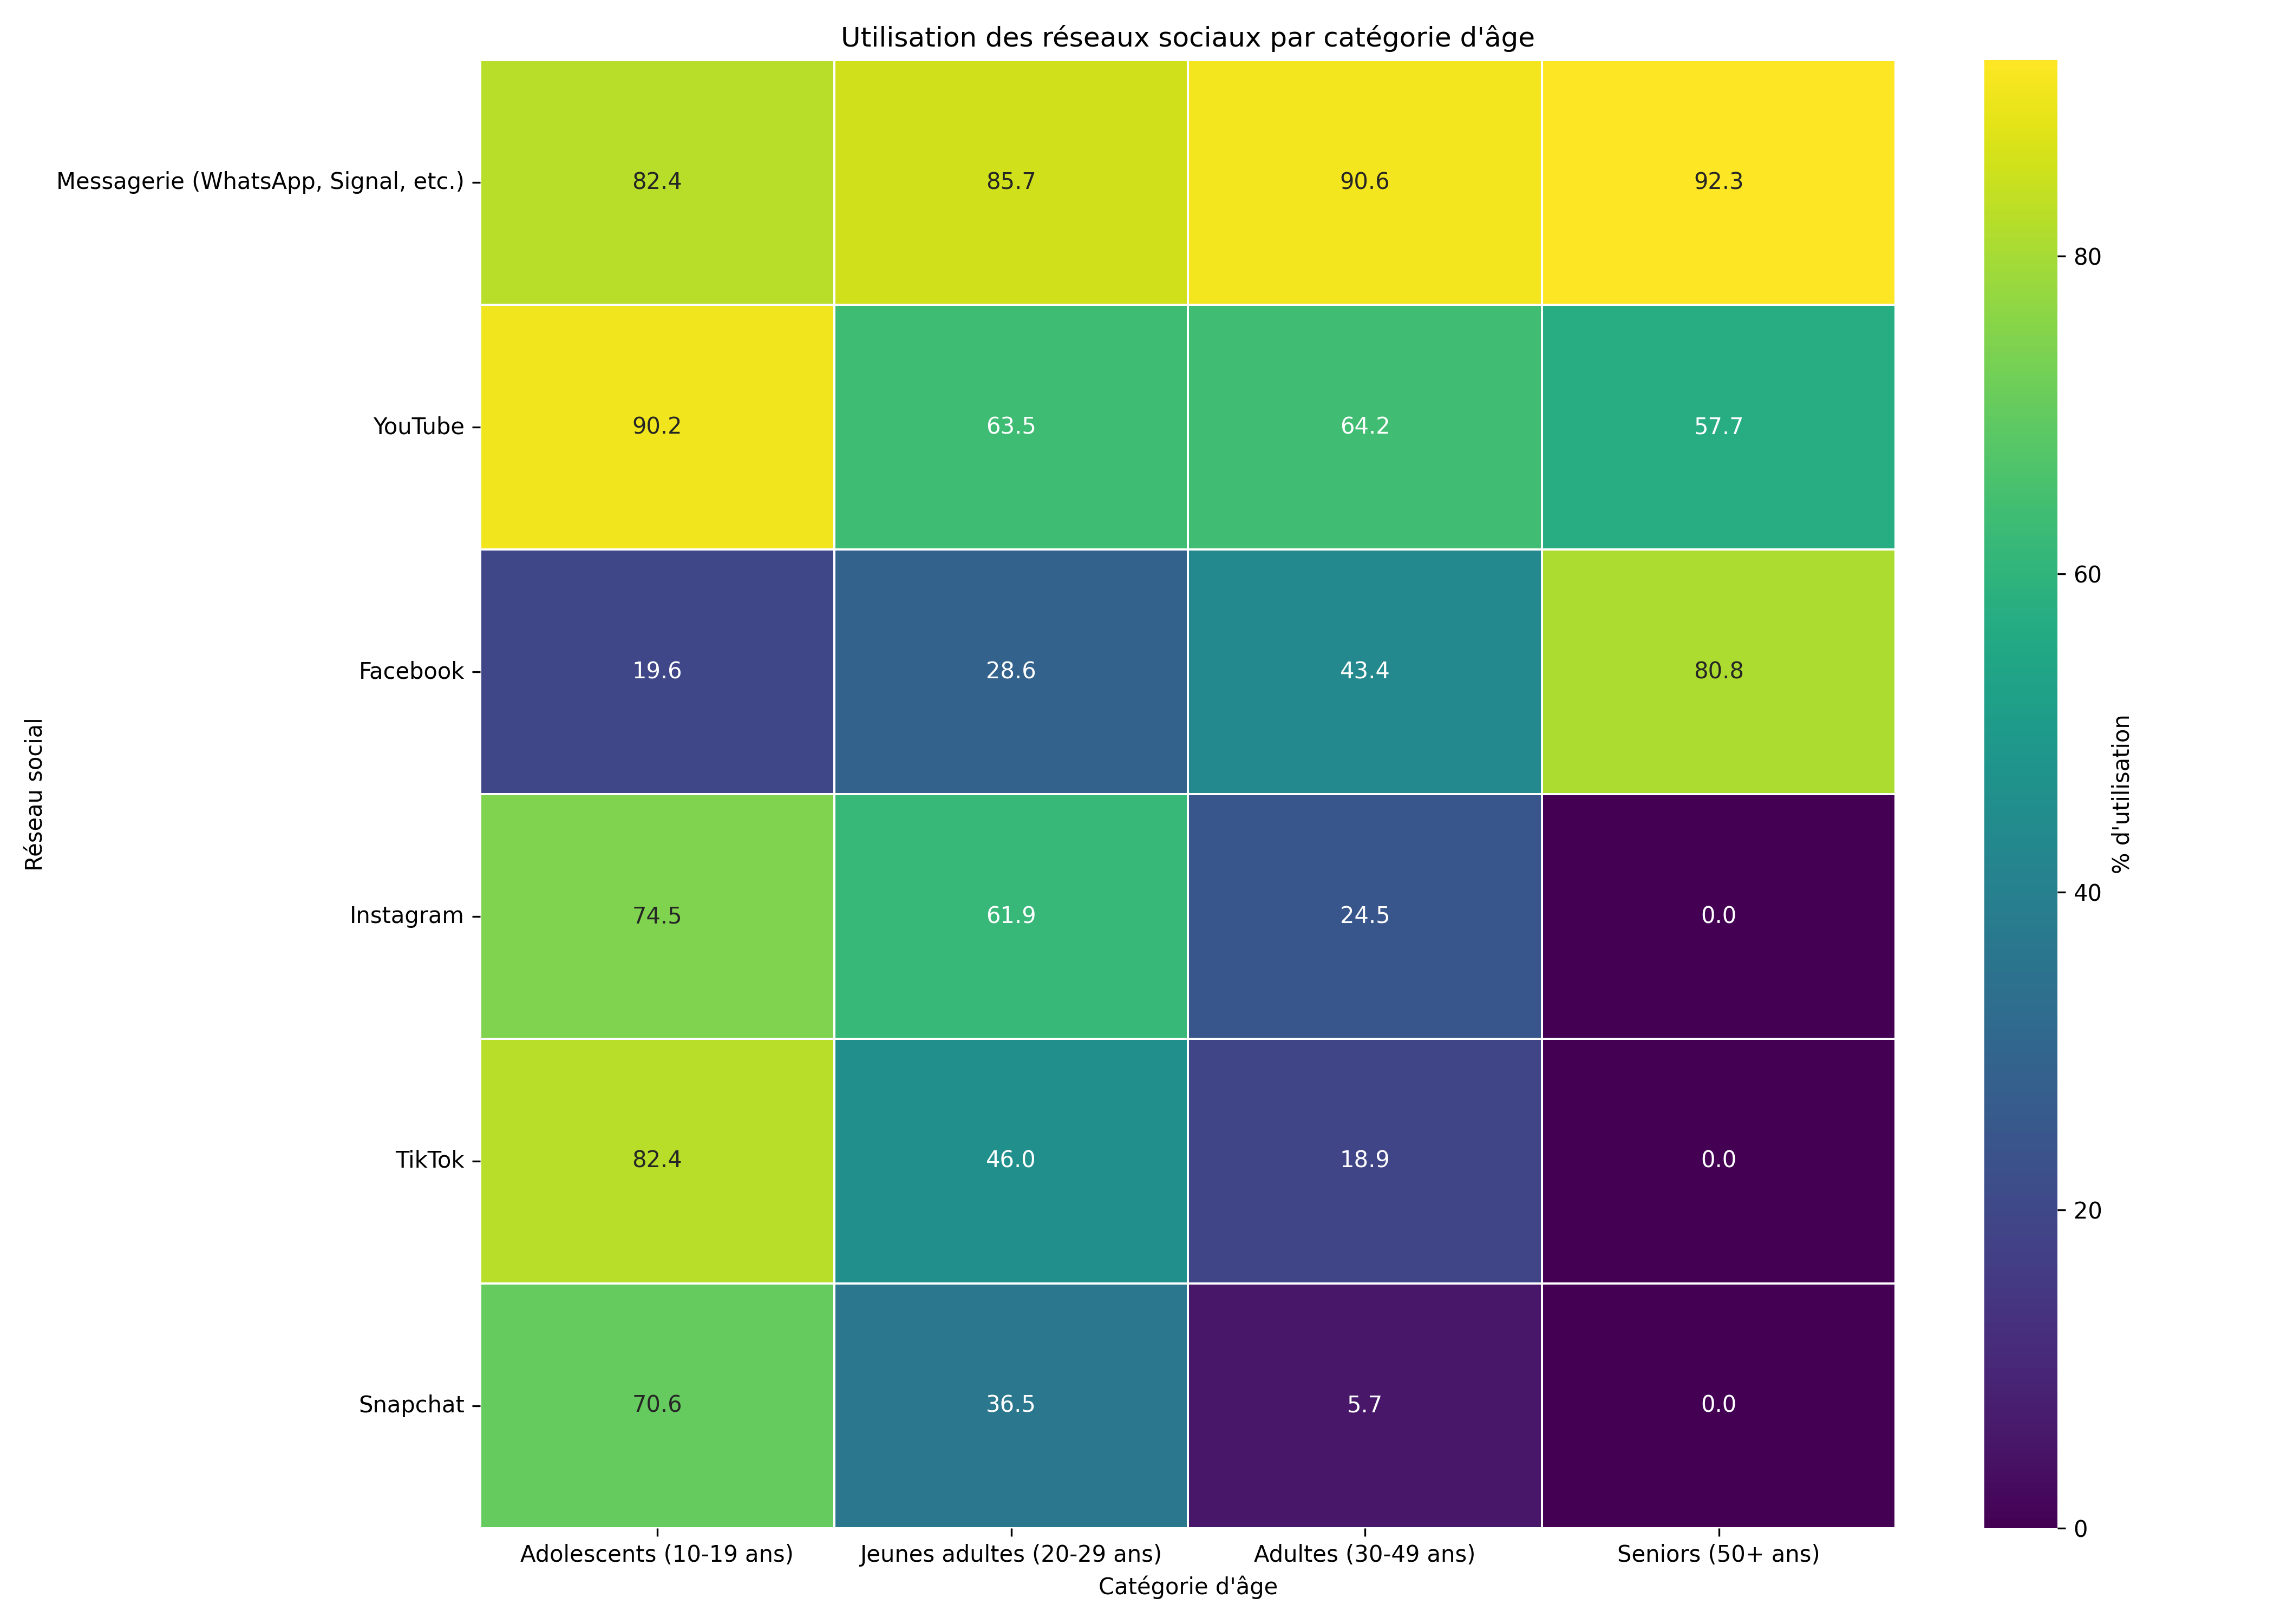 Utilisation des réseaux sociaux par catégorie d'âge
Messagerie (WhatsApp, Signal, etc.) 82.4 85.7 90.6 92.3
YouTube 90.2 63.5 64.2 57.7
Facebook 19.6 28.6 43.4 80.8
Instagram 74.5 61.9 24.5 0.0
TikTok 82.4 46.0 18.9 0.0
Snapchat 70.6 36.5 5.7 0.0
Adolescents (10-19 ans) Jeunes adultes (20-29 ans) Adultes (30-49 ans) Seniors (50+ ans)
Catégorie d'âge
Réseau social
80
60
40
20
0
% d'utilisation